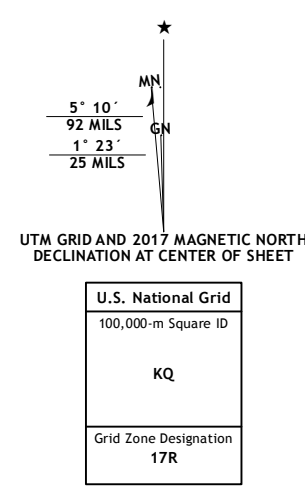 MN
5° 10´
92 MILS
GN
1° 23´
25 MILS
UTM GRID AND 2017 MAGNETIC NORTH
DECLINATION AT CENTER OF SHEET
U.S. National Grid
100,000-m Square ID
KQ
Grid Zone Designation
17R